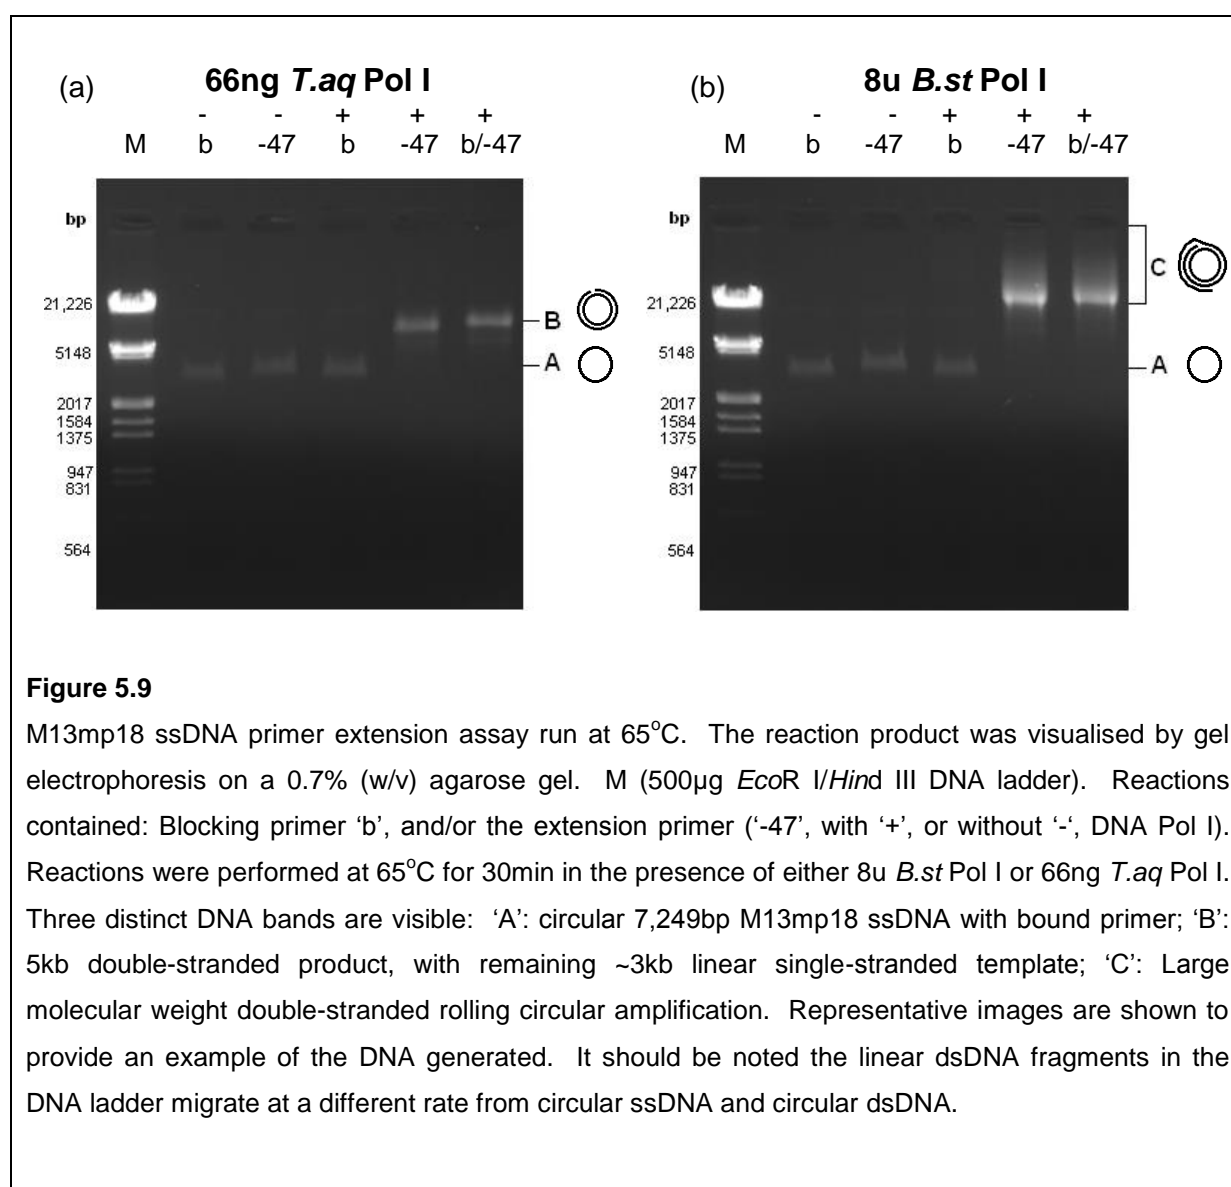 (a) 66ng T.aq Pol I
- - + + +
M b -47 b -47 b/-47
bp
21,226
5148
2017
1584
1375
947
831
564
B
A
(b) 8u B.st Pol I
- - + + +
M b -47 b -47 b/-47
bp
21,226
5148
2017
1584
1375
947
831
564
C
A
Figure 5.9
M13mp18 ssDNA primer extension assay run at 65°C. The reaction product was visualised by gel
electrophoresis on a 0.7% (w/v) agarose gel. M (500µg EcoR I/Hind III DNA ladder). Reactions
contained: Blocking primer ‘b’, and/or the extension primer (‘-47’, with ‘+’, or without ‘-‘, DNA Pol I).
Reactions were performed at 65°C for 30min in the presence of either 8u B.st Pol I or 66ng T.aq Pol I.
Three distinct DNA bands are visible: ‘A’: circular 7,249bp M13mp18 ssDNA with bound primer; ‘B’:
5kb double-stranded product, with remaining ~3kb linear single-stranded template; ‘C’: Large
molecular weight double-stranded rolling circular amplification. Representative images are shown to
provide an example of the DNA generated. It should be noted the linear dsDNA fragments in the
DNA ladder migrate at a different rate from circular ssDNA and circular dsDNA.